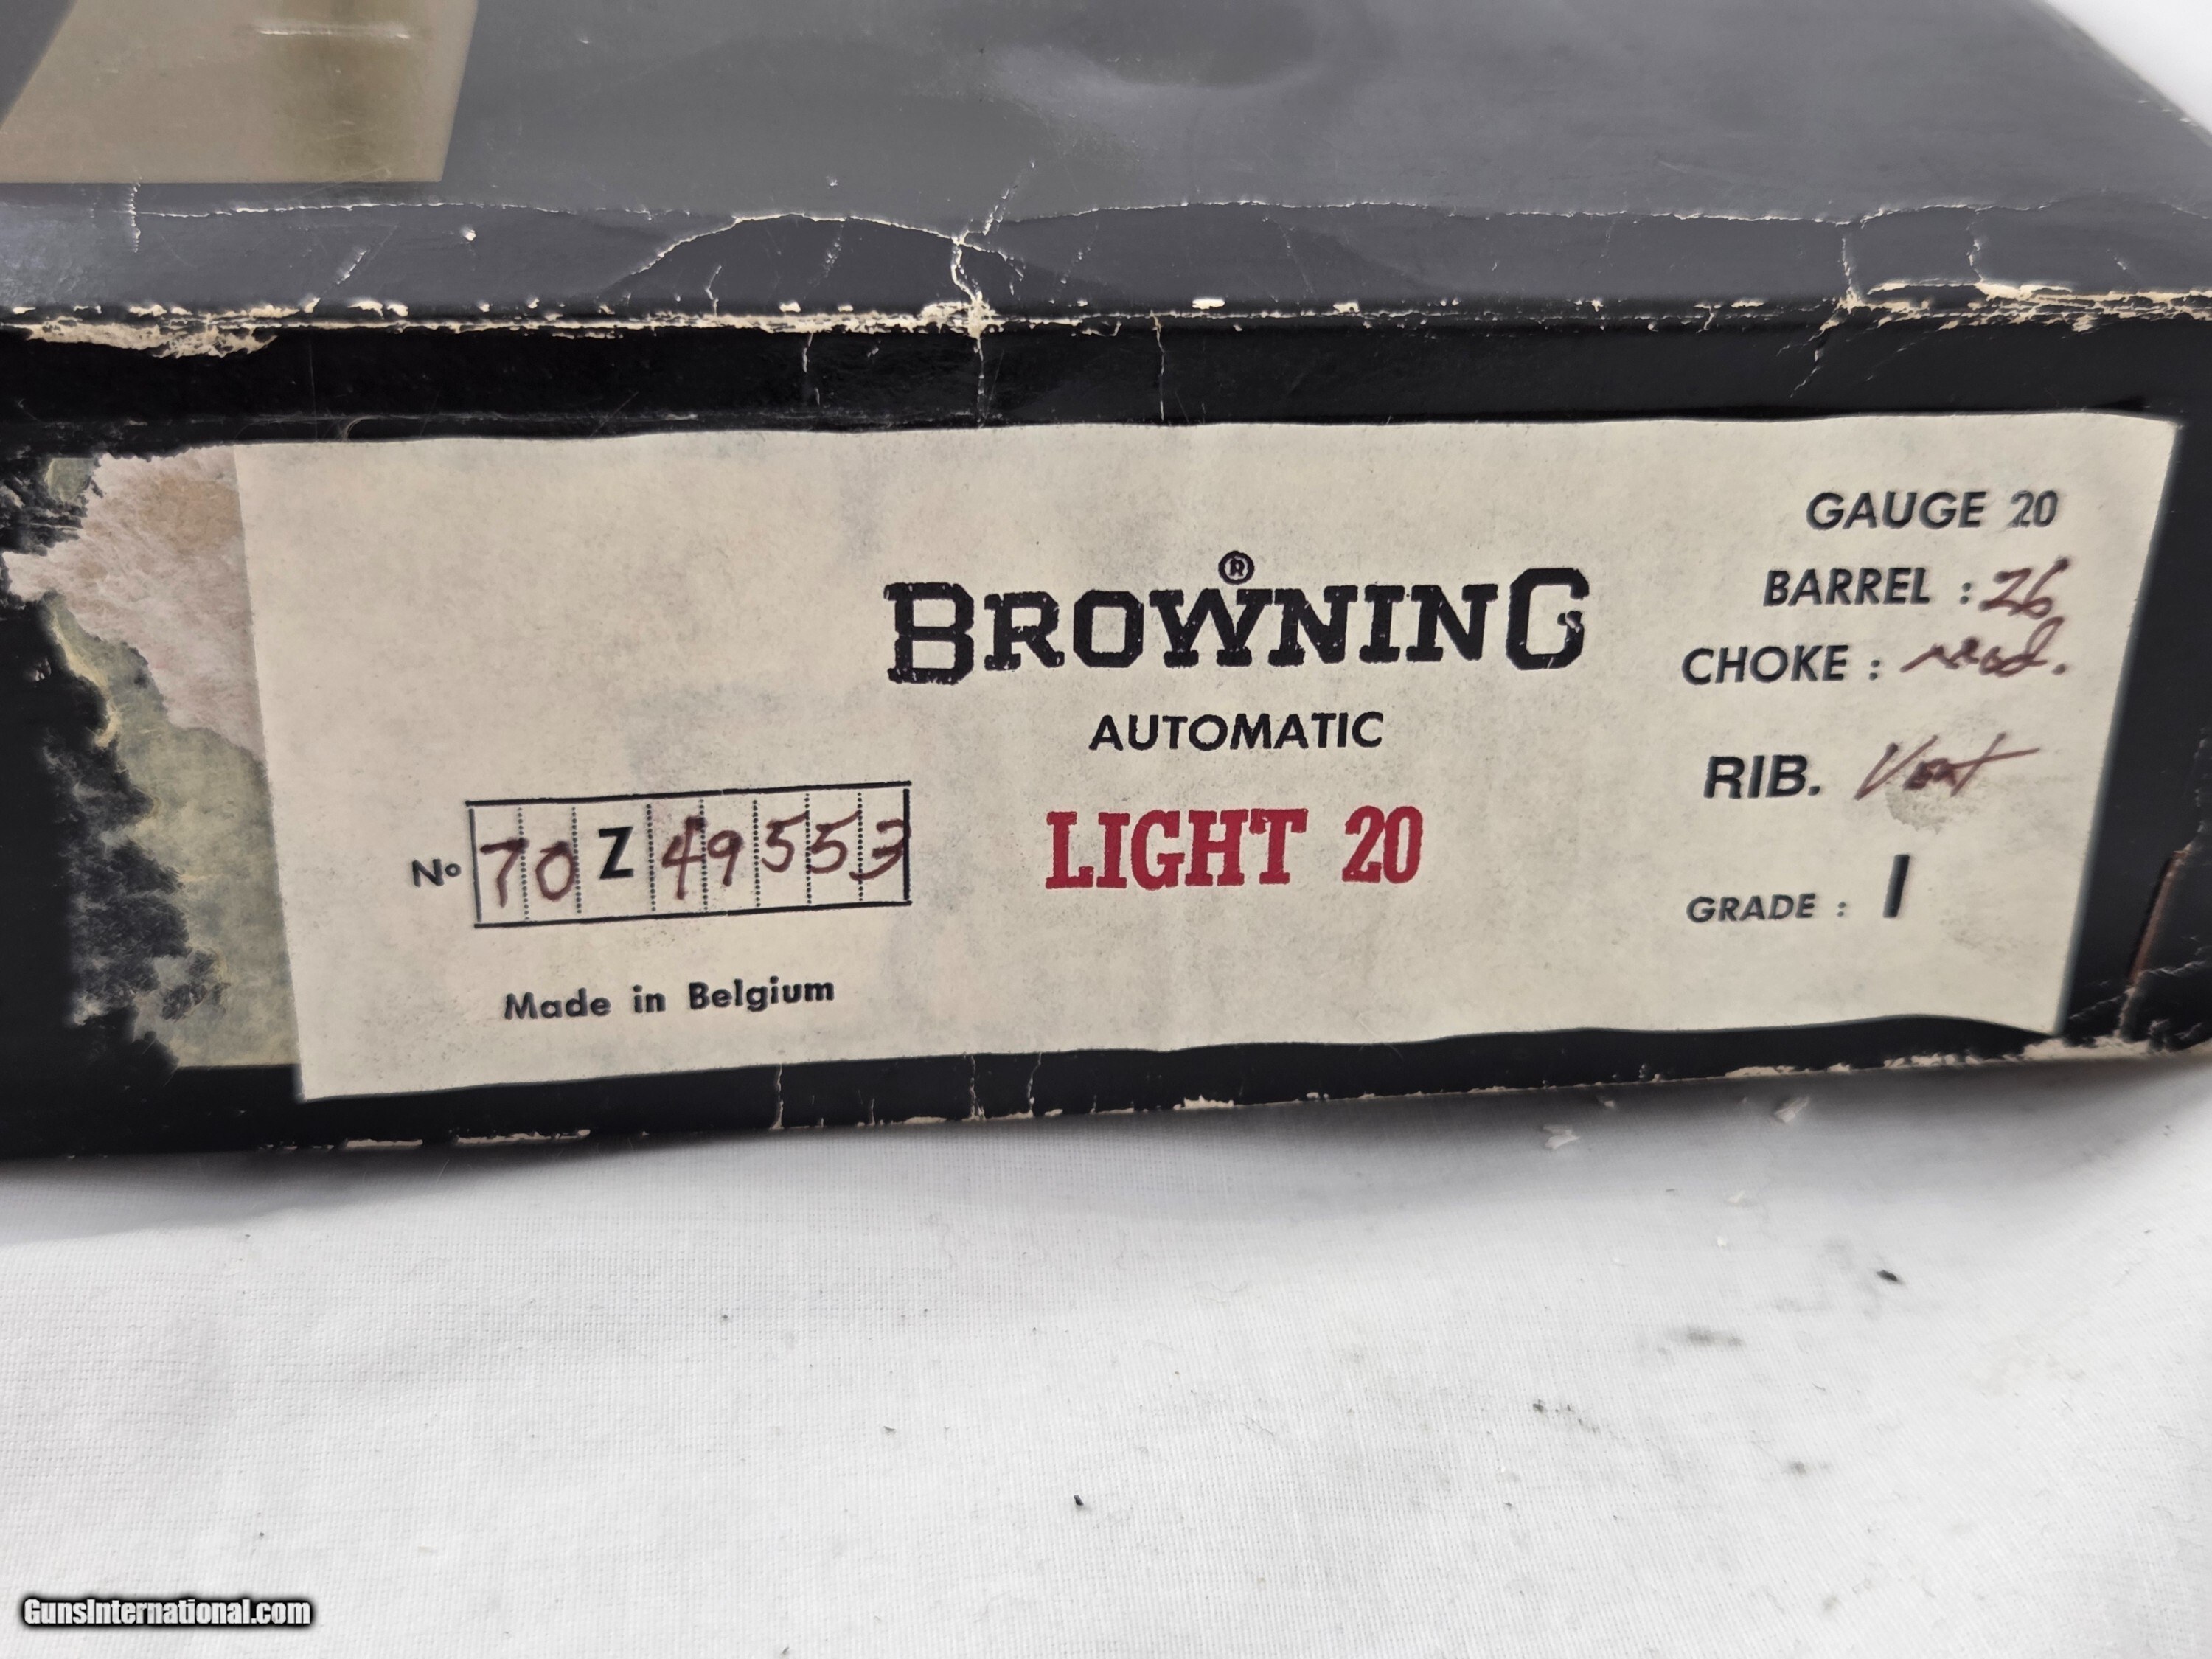 GAUGE 20
BROWNING®
BARREL : 26
CHOKE : mod.
AUTOMATIC
RIB. Vent
LIGHT 20
No 70 Z 49553
GRADE : I
Made in Belgium
GunsInternational.com